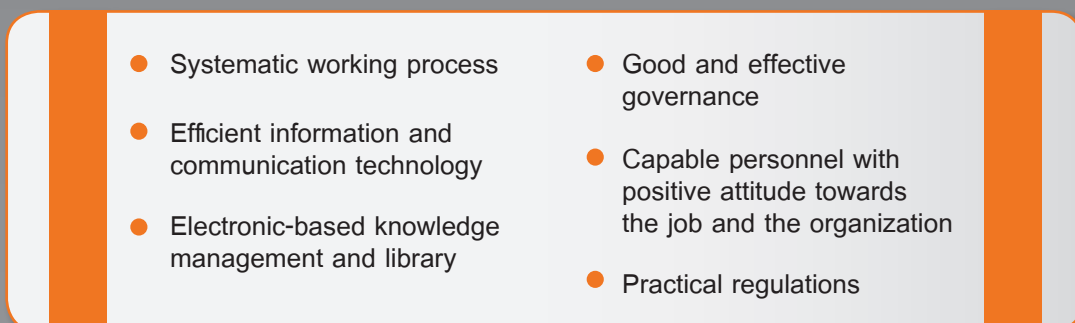 Systematic working process
Efficient information and
communication technology
Electronic-based knowledge
management and library
Good and effective
governance
Capable personnel with
positive attitude towards
the job and the organization
Practical regulations